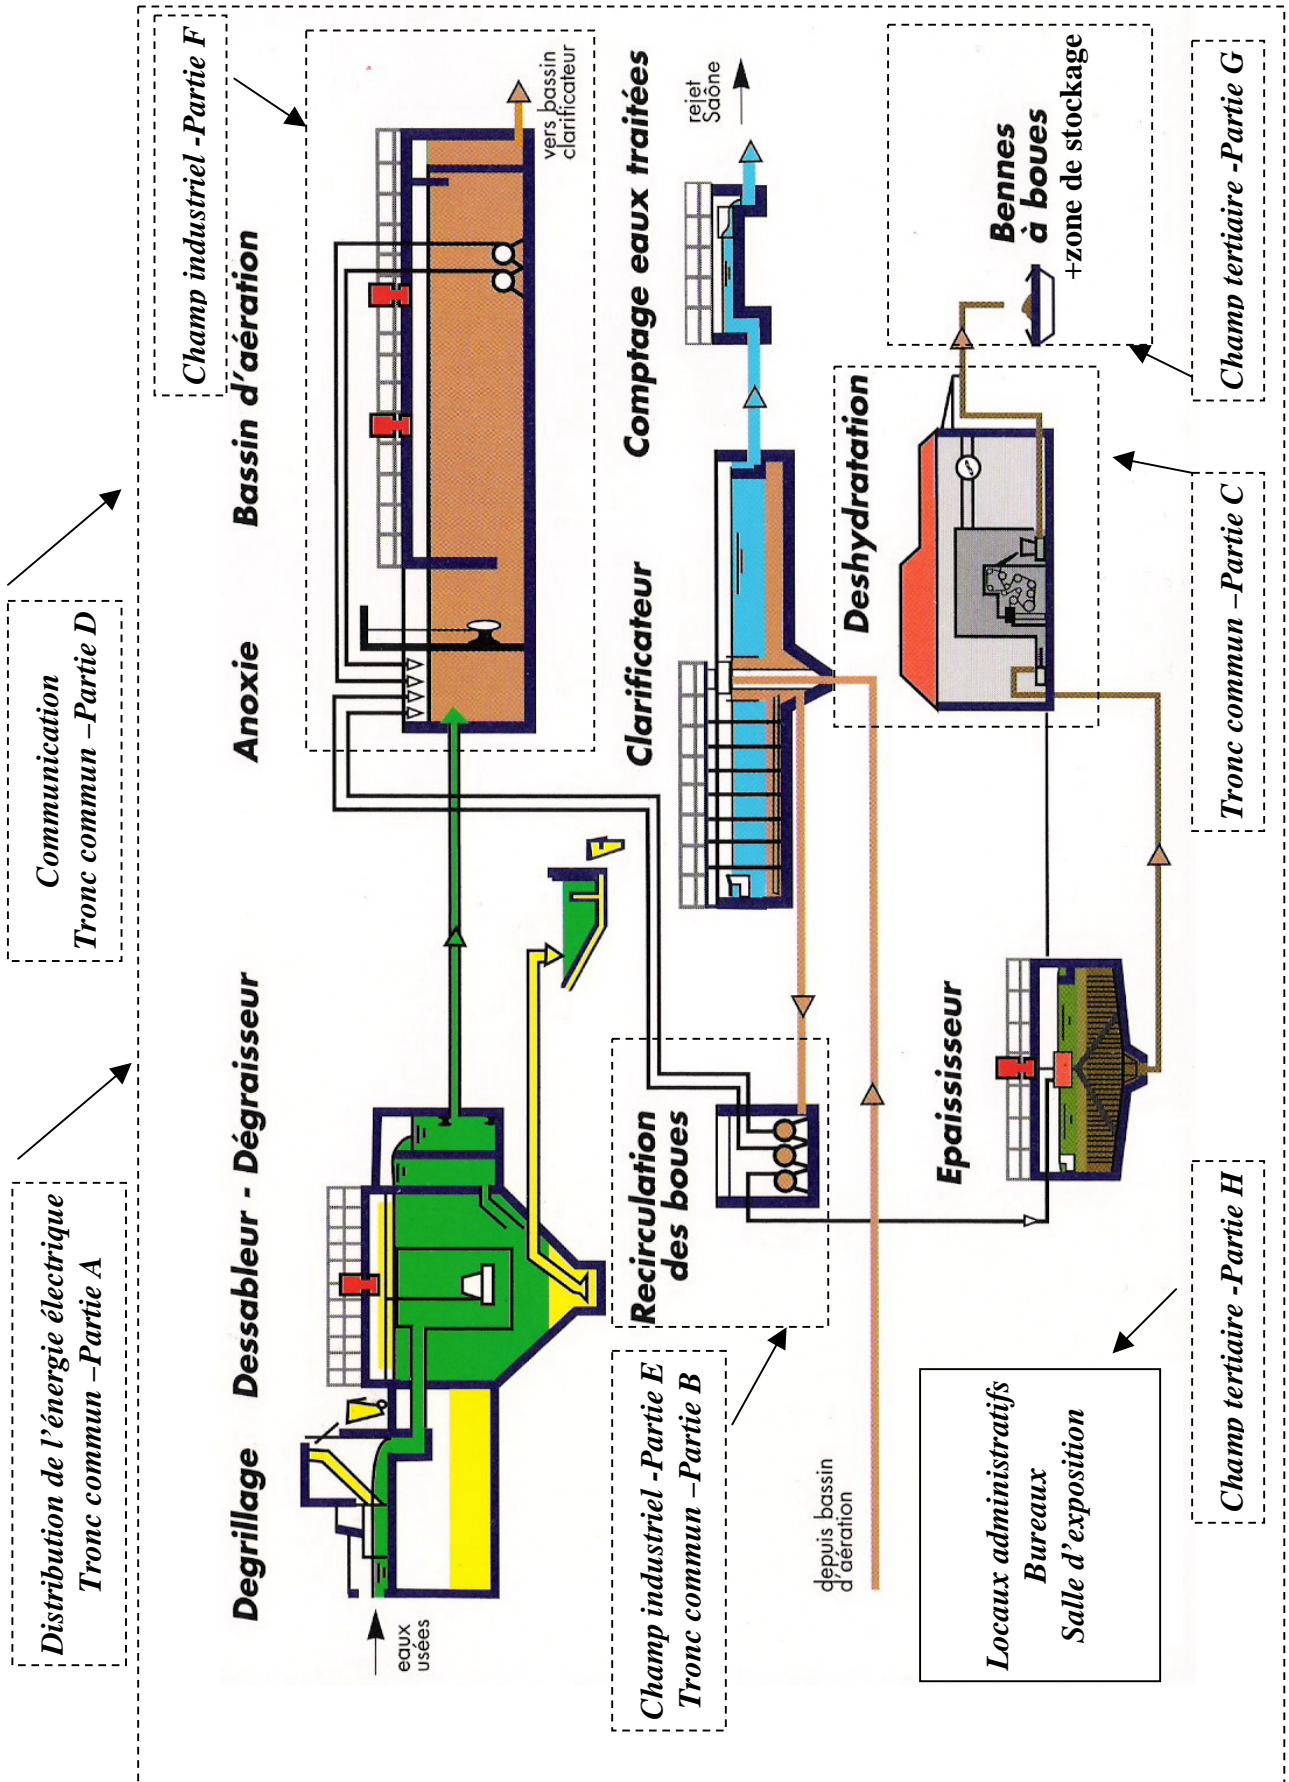 Distribution de l'énergie électrique
Tronc commun –Partie A
Communication
Tronc commun –Partie D
Champ industriel -Partie F
Degrillage
Dessableur - Dégraisseur
Anoxie
Bassin d'aération
eaux
usées
vers bassin
clarificateur
Champ industriel -Partie E
Tronc commun –Partie B
Recirculation
des boues
Clarificateur
Comptage eaux traitées
rejet
Saône
depuis bassin
d'aération
Epaississeur
Deshydratation
Bennes
à boues
+zone de stockage
Locaux administratifs
Bureaux
Salle d'exposition
Champ tertiaire -Partie H
Tronc commun –Partie C
Champ tertiaire -Partie G